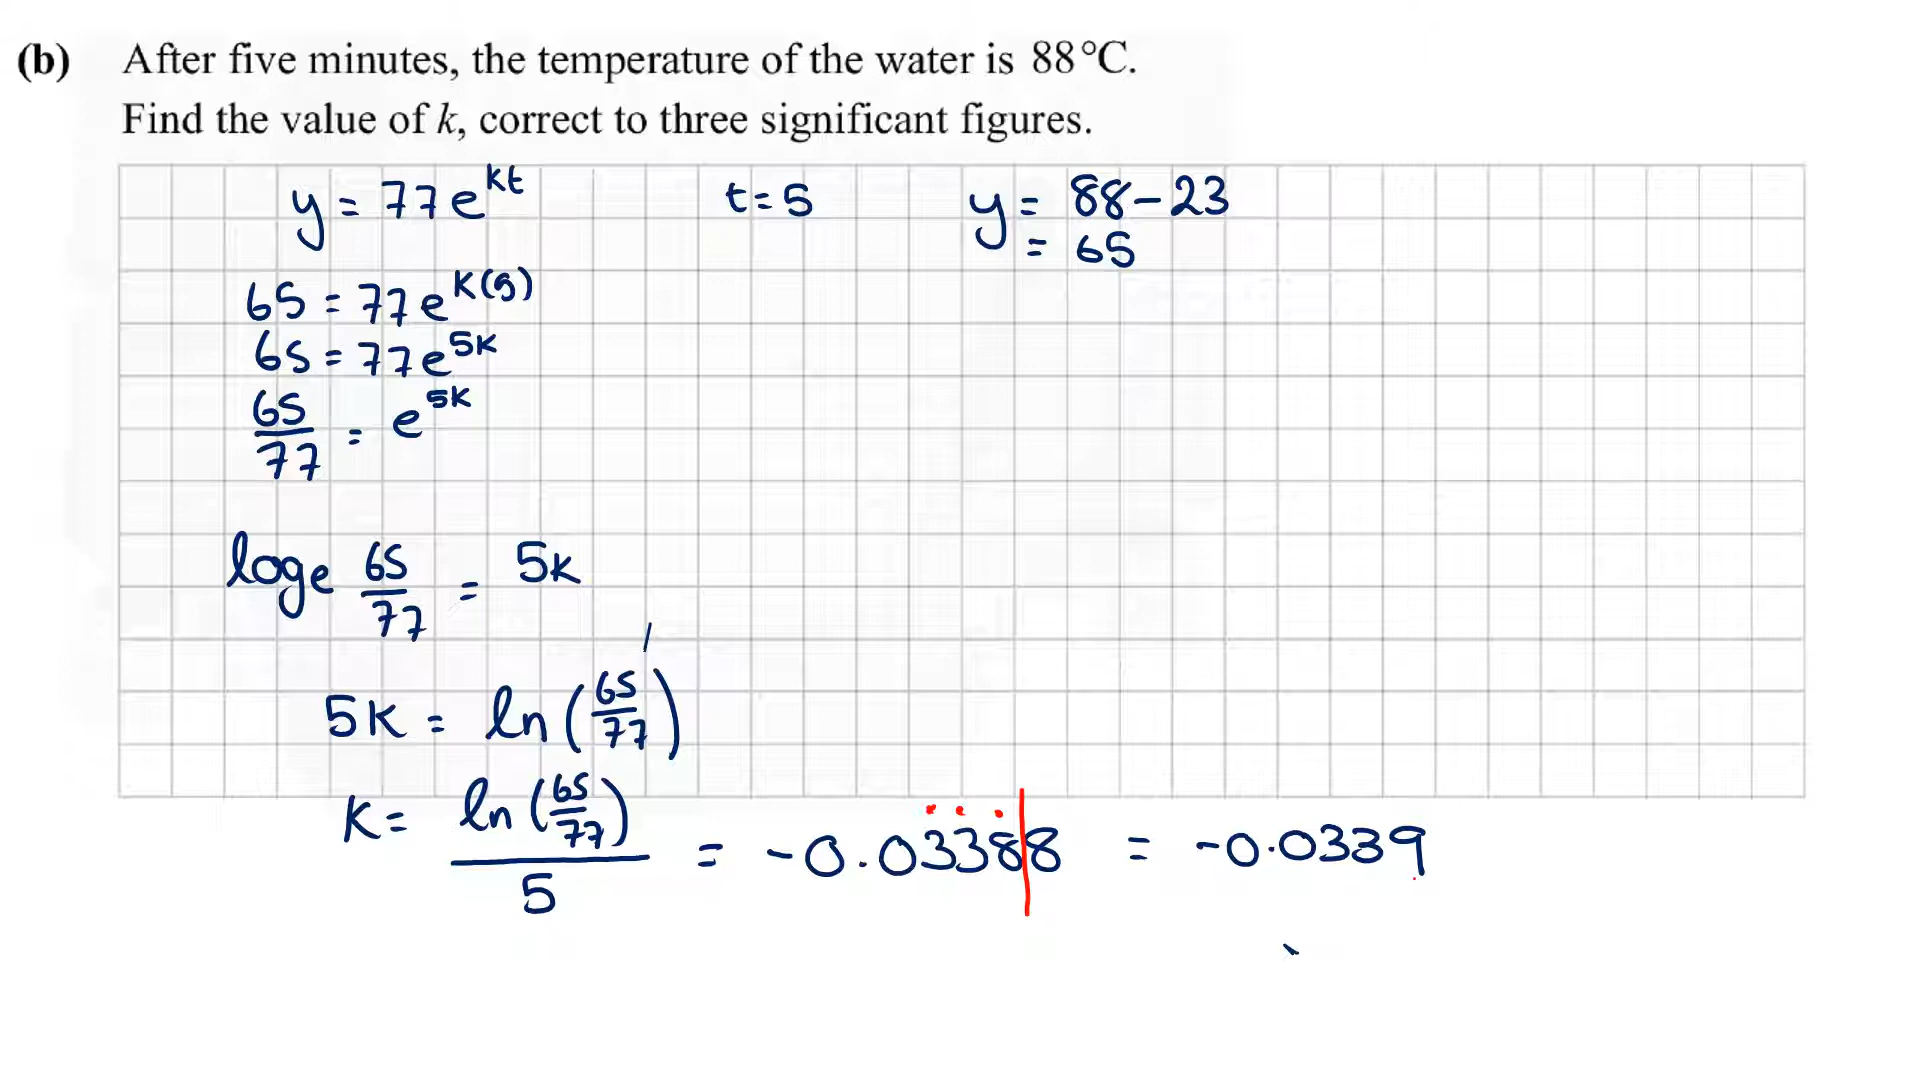 (b) After five minutes, the temperature of the water is 88°C.
Find the value of k, correct to three significant figures.
y = 77e^{kt}  t = 5  y = 88 - 23
= 65
65 = 77e^{k(5)}
65 = 77e^{5k}
65/77 = e^{5k}
log_e 65/77 = 5k
5k = ln(65/77)
k = ln(65/77)/5 = -0.03388 = -0.0339